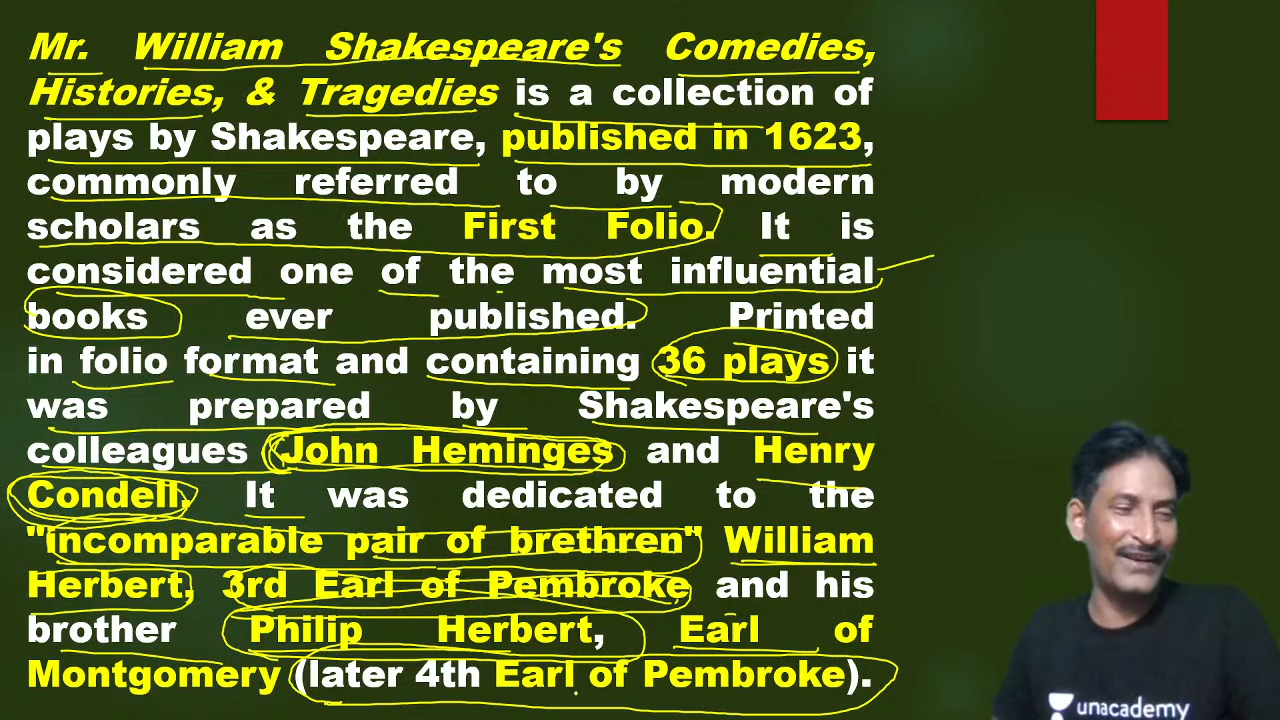 Mr. William Shakespeare's Comedies,
Histories, & Tragedies is a collection of
plays by Shakespeare, published in 1623,
commonly referred to by modern
scholars as the First Folio. It is
considered one of the most influential
books ever published. Printed
in folio format and containing 36 plays it
was prepared by Shakespeare's
colleagues John Heminges and Henry
Condell. It was dedicated to the
"incomparable pair of brethren" William
Herbert, 3rd Earl of Pembroke, and his
brother Philip Herbert, Earl of
Montgomery (later 4th Earl of Pembroke).
unacademy